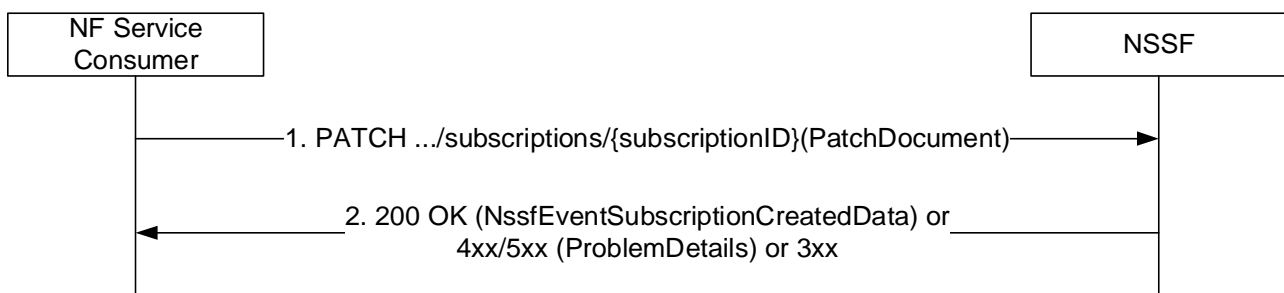 NF Service
Consumer
NSSF
1. PATCH .../subscriptions/{subscriptionID}(PatchDocument)
2. 200 OK (NssfEventSubscriptionCreatedData) or
4xx/5xx (ProblemDetails) or 3xx